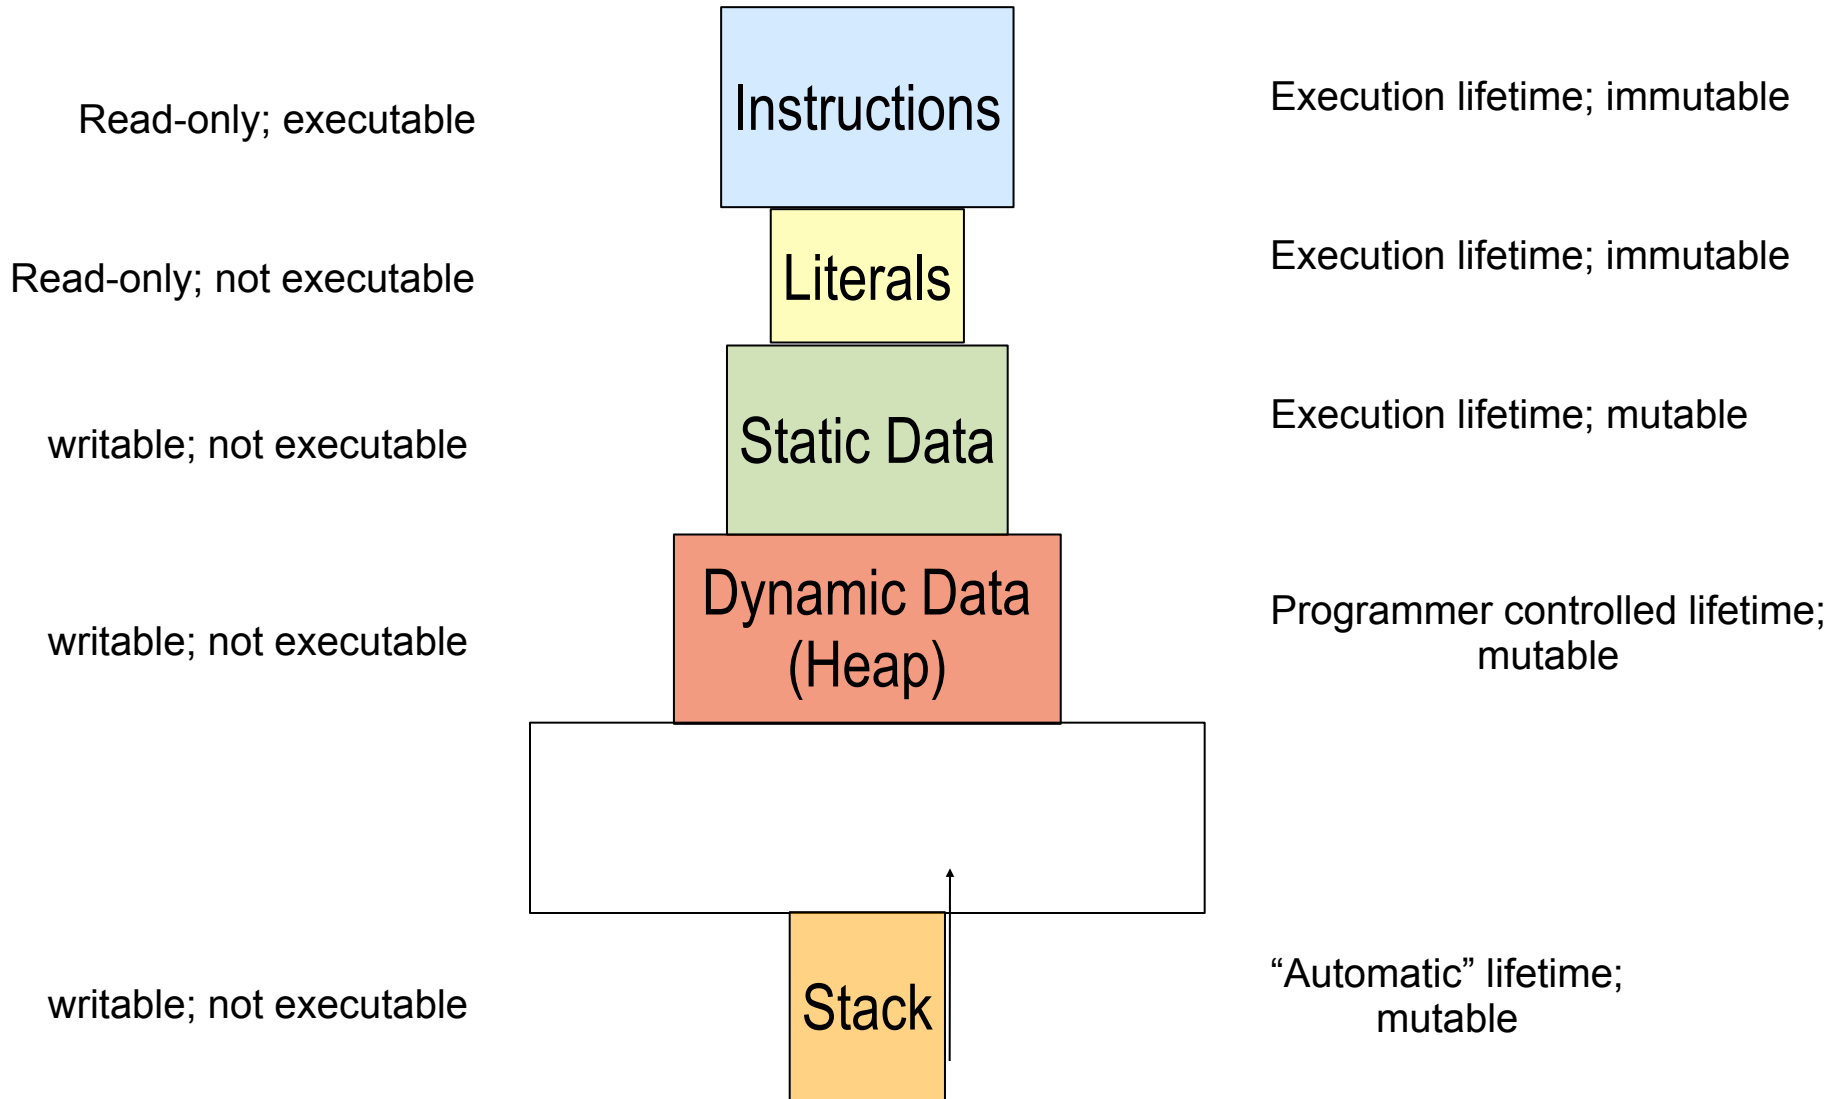 Read-only; executable
Instructions
Execution lifetime; immutable
Read-only; not executable
Literals
Execution lifetime; immutable
writable; not executable
Static Data
Execution lifetime; mutable
writable; not executable
Dynamic Data
(Heap)
Programmer controlled lifetime;
mutable
writable; not executable
Stack
“Automatic” lifetime;
mutable